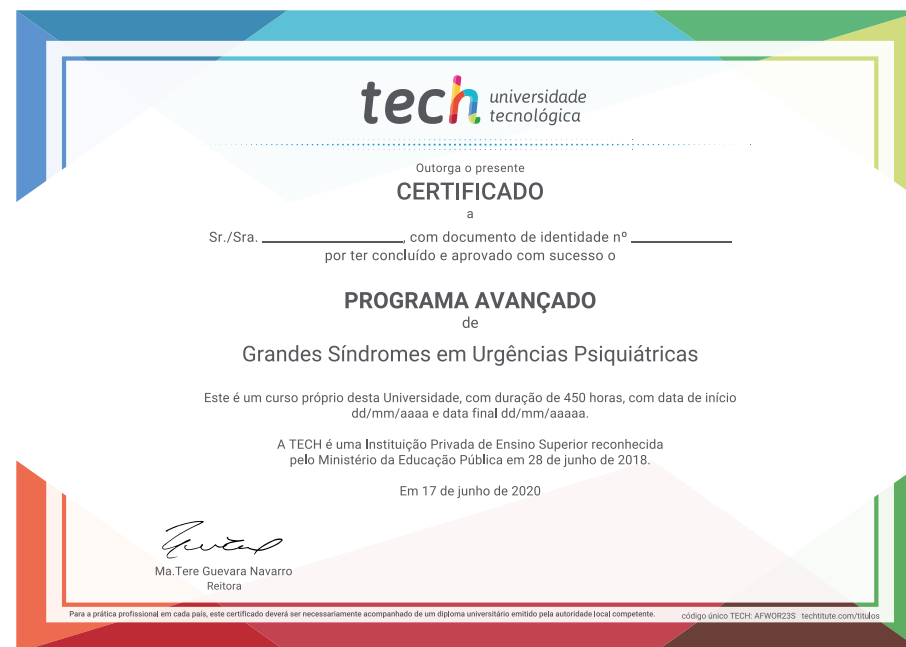 tech universidade
tecnológica
Outorga o presente
CERTIFICADO
a
Sr./Sra. ____________, com documento de identidade nº ____________
por ter concluído e aprovado com sucesso o
PROGRAMA AVANÇADO
de
Grandes Síndromes em Urgências Psiquiátricas
Este é um curso próprio desta Universidade, com duração de 450 horas, com data de início
dd/mm/aaaa e data final dd/mm/aaaaa.
A TECH é uma Instituição Privada de Ensino Superior reconhecida
pelo Ministério da Educação Pública em 28 de junho de 2018.
Em 17 de junho de 2020
Ma.Tere Guevara Navarro
Reitora
Para a prática profissional em cada país, este certificado deverá ser necessariamente acompanhado de um diploma universitário emitido pela autoridade local competente.
código único TECH: AFWOR23S techtitute.com/titulos